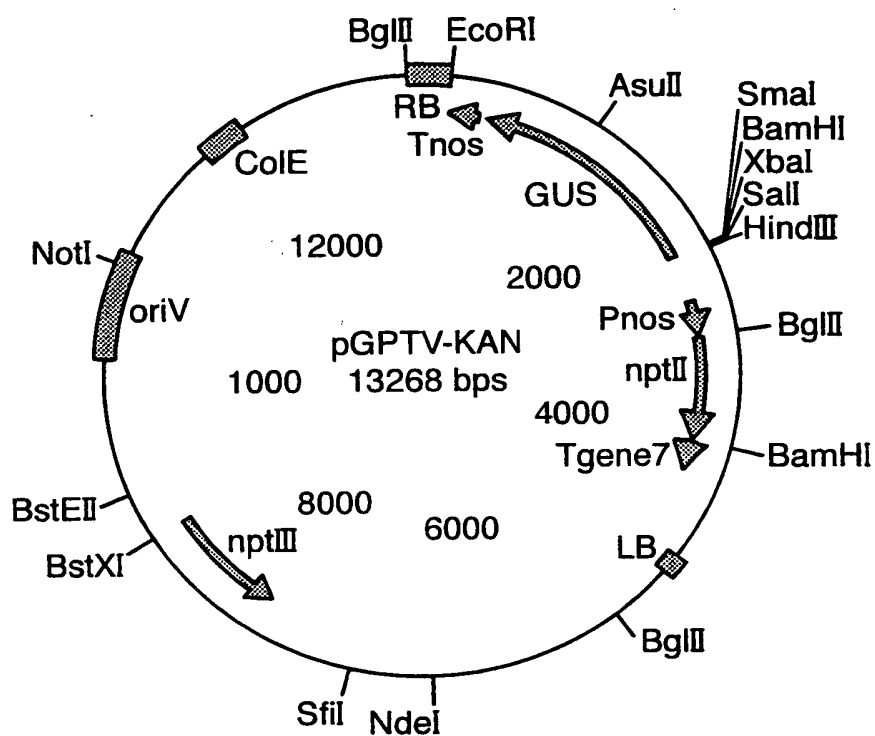 BglII EcoRI
RB
Tnos
AsuII
SmaI
BamHI
XbaI
SalI
HindIII
ColE
GUS
NotI
12000
2000
oriV
Pnos
BglII
pGPTV-KAN
13268 bps
nptII
1000
4000
Tgene7
BamHI
BstEII
8000
6000
nptIII
BstXI
LB
BglII
SfiI
NdeI